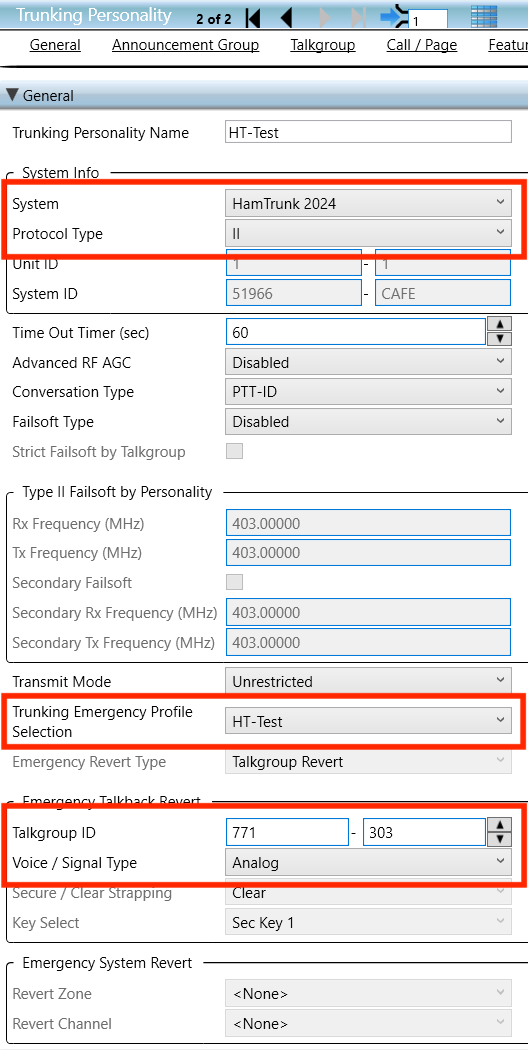 Trunking Personality 2 of 2 1
General Announcement Group Talkgroup Call / Page Featur
General
Trunking Personality Name HT-Test
System Info
System HamTrunk 2024
Protocol Type II
Unit ID 1 - 1
System ID 51966 - CAFE
Time Out Timer (sec) 60
Advanced RF AGC Disabled
Conversation Type PTT-ID
Failsoft Type Disabled
Strict Failsoft by Talkgroup
Type II Failsoft by Personality
Rx Frequency (MHz) 403.00000
Tx Frequency (MHz) 403.00000
Secondary Failsoft
Secondary Rx Frequency (MHz) 403.00000
Secondary Tx Frequency (MHz) 403.00000
Transmit Mode Unrestricted
Trunking Emergency Profile
Selection HT-Test
Emergency Revert Type Talkgroup Revert
Emergency Talkback Revert
Talkgroup ID 771 - 303
Voice / Signal Type Analog
Secure / Clear Strapping Clear
Key Select Sec Key 1
Emergency System Revert
Revert Zone <None>
Revert Channel <None>